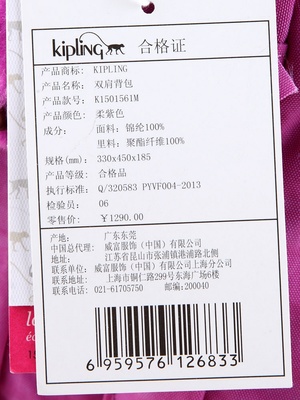 kipling 合格证
产品商标: KIPLING
产品名称: 双肩背包
产品款号: K1501561M
产品颜色: 柔紫色
成分: 面料: 锦纶100%
里料: 聚酯纤维100%
规格(mm): 330*450*185
产品等级: 合格品
执行标准: Q/320583 PYVF004-2013
检验员: 06
零售价: ¥1290.00
产地: 广东东莞
中国总代理: 威富服饰(中国)有限公司
地址: 江苏省昆山市张浦镇港浦路北侧
联系单位: 威富服饰(中国)有限公司上海分公司
联系地址: 上海市铜仁路299号东海广场6楼
联系电话: 021-61705750 邮编:200040
6 959576 126833